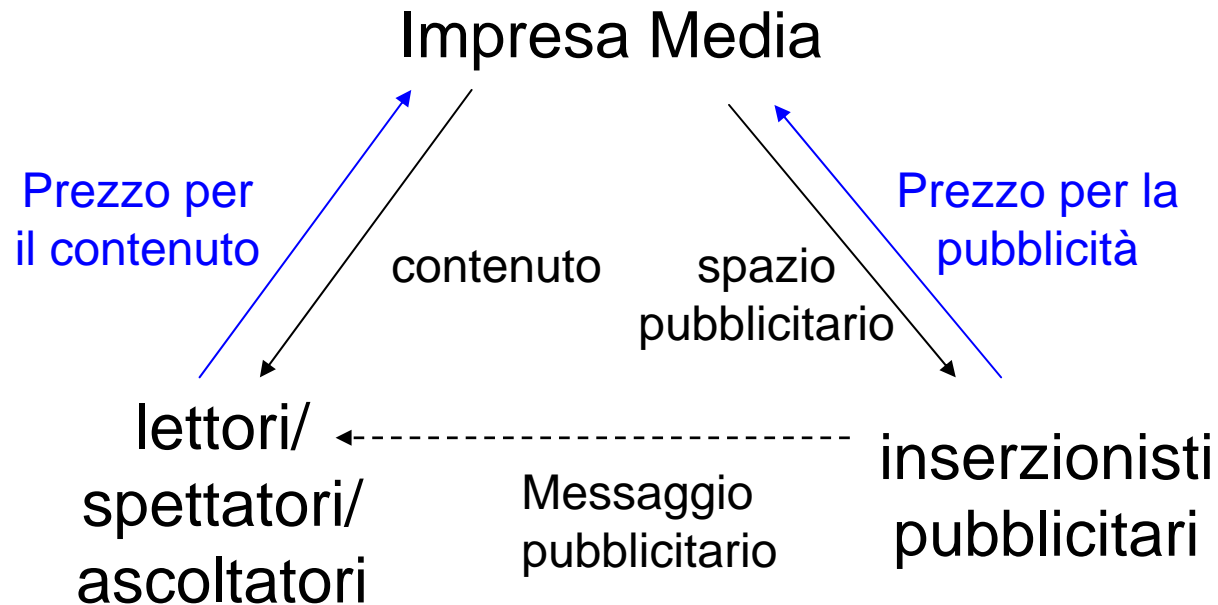 Impresa Media
Prezzo per
il contenuto
contenuto
spazio
pubblicitario
Prezzo per la
pubblicità
lettori/
spettatori/
ascoltatori
Messaggio
pubblicitario
inserzionisti
pubblicitari